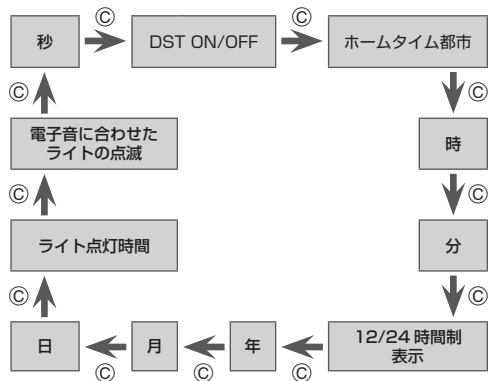 秒
Ⓒ
DST ON/OFF
Ⓒ
ホームタイム都市
Ⓒ
時
Ⓒ
分
Ⓒ
12/24 時間制
表示
Ⓒ
年
Ⓒ
月
Ⓒ
日
Ⓒ
ライト点灯時間
Ⓒ
電子音に合わせた
ライトの点滅
Ⓒ